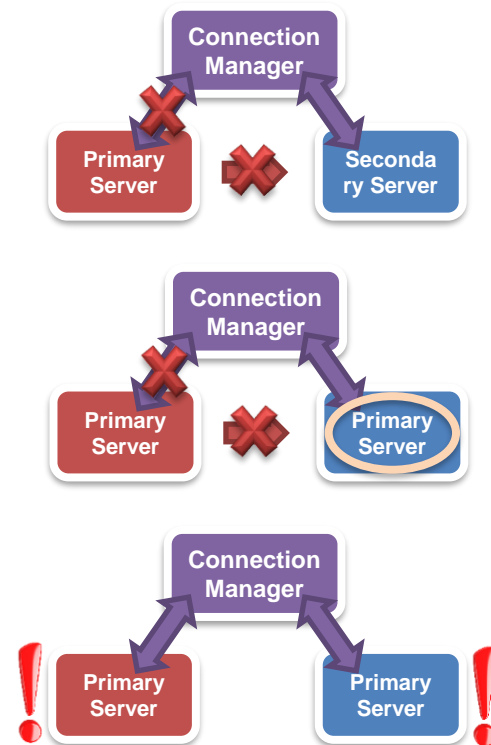 Connection
Manager
Primary
Server
Seconda
ry Server
Connection
Manager
Primary
Server
Primary
Server
Connection
Manager
Primary
Server
Primary
Server